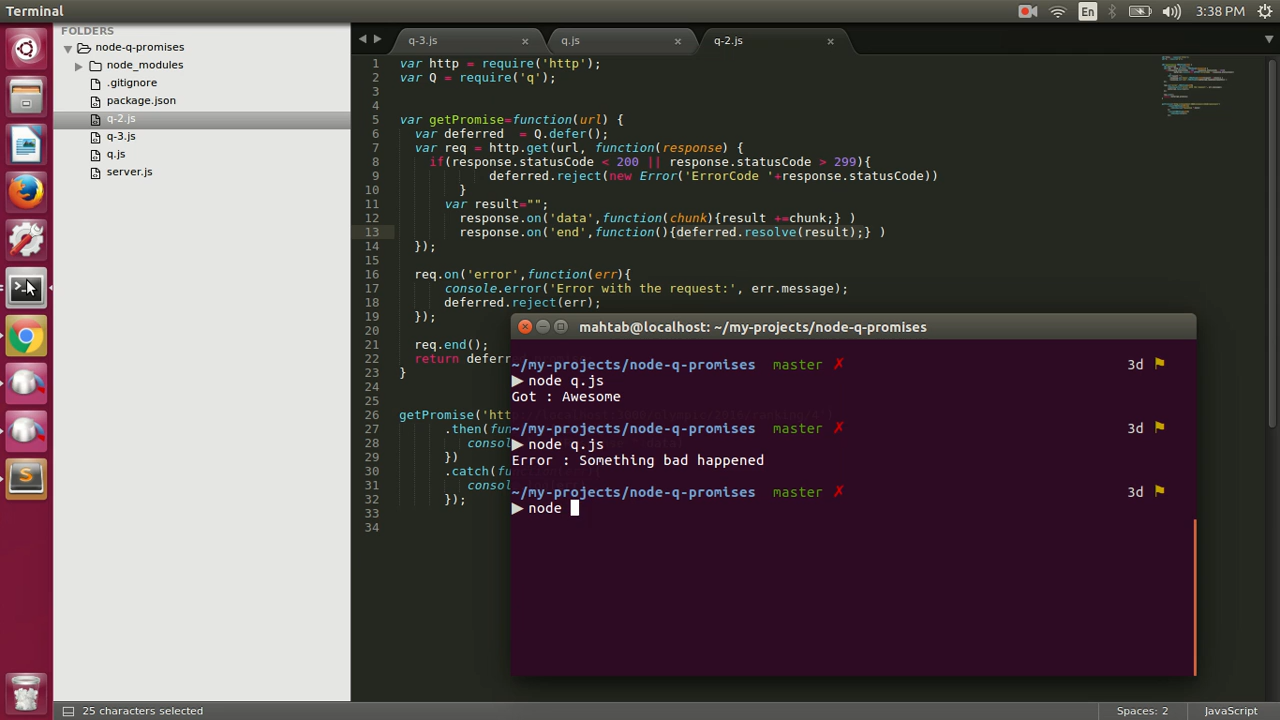 Terminal
En
3:38 PM
FOLDERS
node-q-promises
node_modules
.gitignore
package.json
q-2.js
q-3.js
q.js
server.js
q-3.js
q.js
q-2.js
1 var http = require('http');
2 var Q = require('q');
3
4
5 var getPromise=function(url) {
6 var deferred  = Q.defer();
7 var req = http.get(url, function(response) {
8 if(response.statusCode < 200 || response.statusCode > 299){
9 deferred.reject(new Error('ErrorCode '+response.statusCode))
10 }
11 var result="";
12 response.on('data',function(chunk){result +=chunk;} )
13 response.on('end',function(){deferred.resolve(result);} )
14 });
15
16 req.on('error',function(err){
17 console.error('Error with the request:', err.message);
18 deferred.reject(err);
19 });
20
21 req.end();
22 return defer
23 }
24
25
26 getPromise('htt
27 .then(fun
28 consol
29 })
30 .catch(fu
31 consol
32 });
33
34
mahtab@localhost: ~/my-projects/node-q-promises
~/my-projects/node-q-promises master ✗ 3d ⚑
▶ node q.js
Got : Awesome
~/my-projects/node-q-promises master ✗ 3d ⚑
▶ node q.js
Error : Something bad happened
~/my-projects/node-q-promises master ✗ 3d ⚑
▶ node
25 characters selected
Spaces: 2
JavaScript